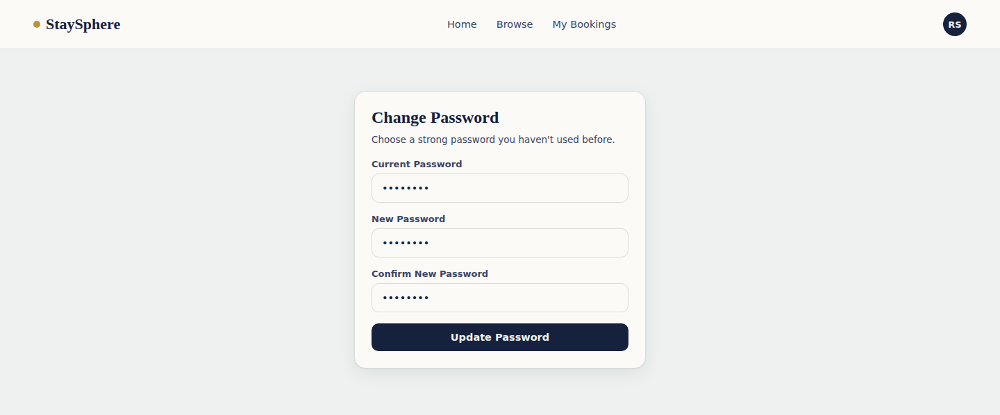 StaySphere
Home Browse My Bookings
RS
Change Password
Choose a strong password you haven't used before.
Current Password
••••••••
New Password
••••••••
Confirm New Password
••••••••
Update Password